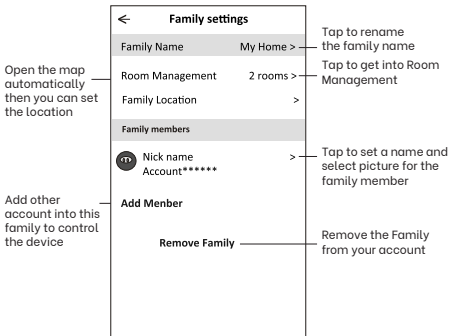 ← Family settings
Family Name My Home >
Room Management 2 rooms >
Family Location >
Family members
Nick name >
Account******
Add Menber
Remove Family
Open the map
automatically
then you can set
the location
Add other
account into this
family to control
the device
Tap to rename
the family name
Tap to get into Room
Management
Tap to set a name and
select picture for the
family member
Remove the Family
from your account